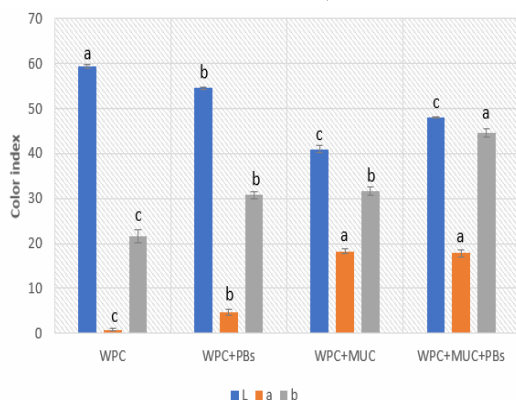 70
60
50
40
30
20
10
0
Color index
a
c
c
b
b
b
c
a
b
c
a
a
WPC
WPC+PBs
WPC+MUC
WPC+MUC+PBs
L a b